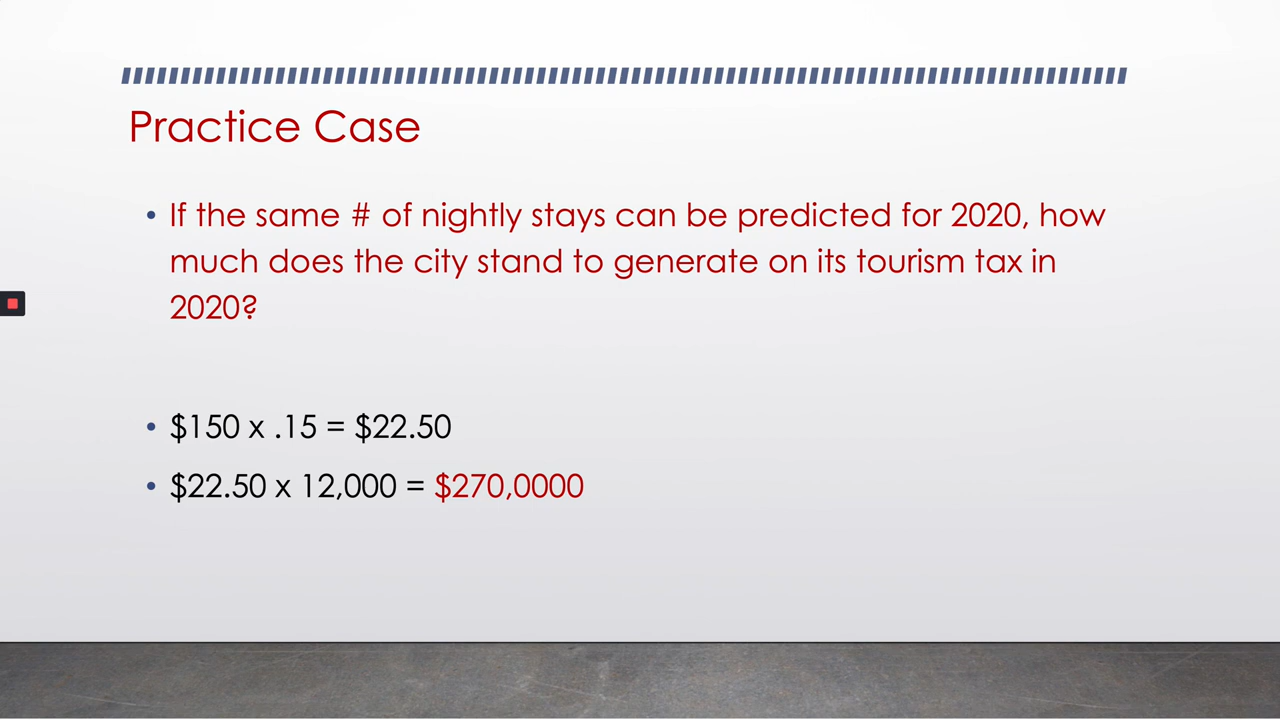 Practice Case
• If the same # of nightly stays can be predicted for 2020, how
much does the city stand to generate on its tourism tax in
2020?
• $150 x .15 = $22.50
• $22.50 x 12,000 = $270,0000